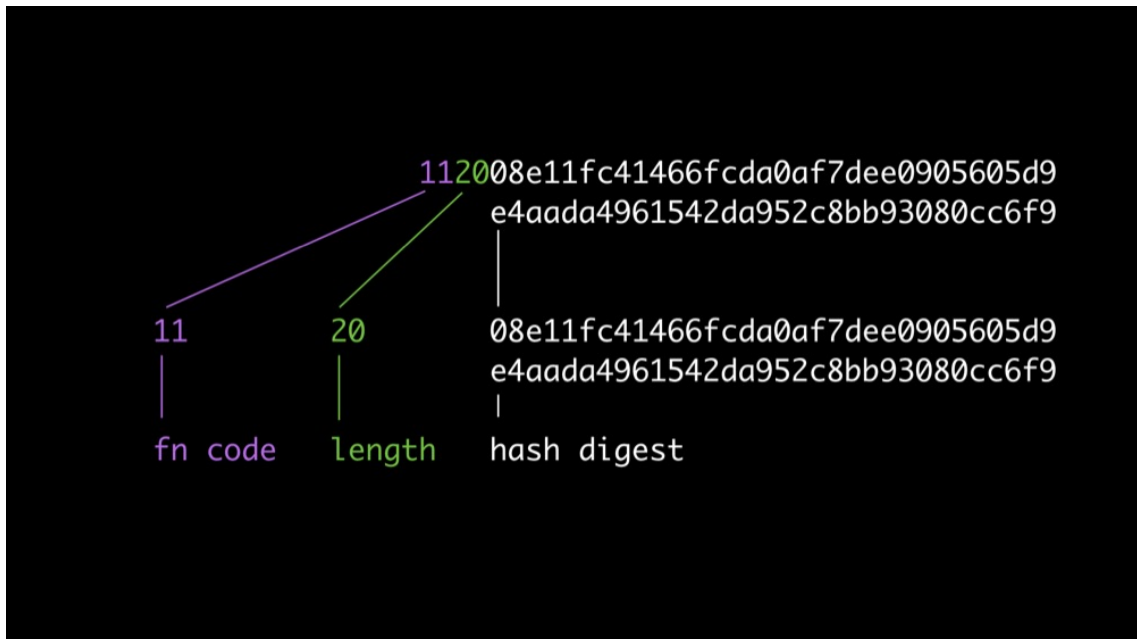 112008e11fc41466fcda0af7dee0905605d9
e4aada4961542da952c8bb93080cc6f9
11 20 08e11fc41466fcda0af7dee0905605d9
e4aada4961542da952c8bb93080cc6f9
fn code length hash digest